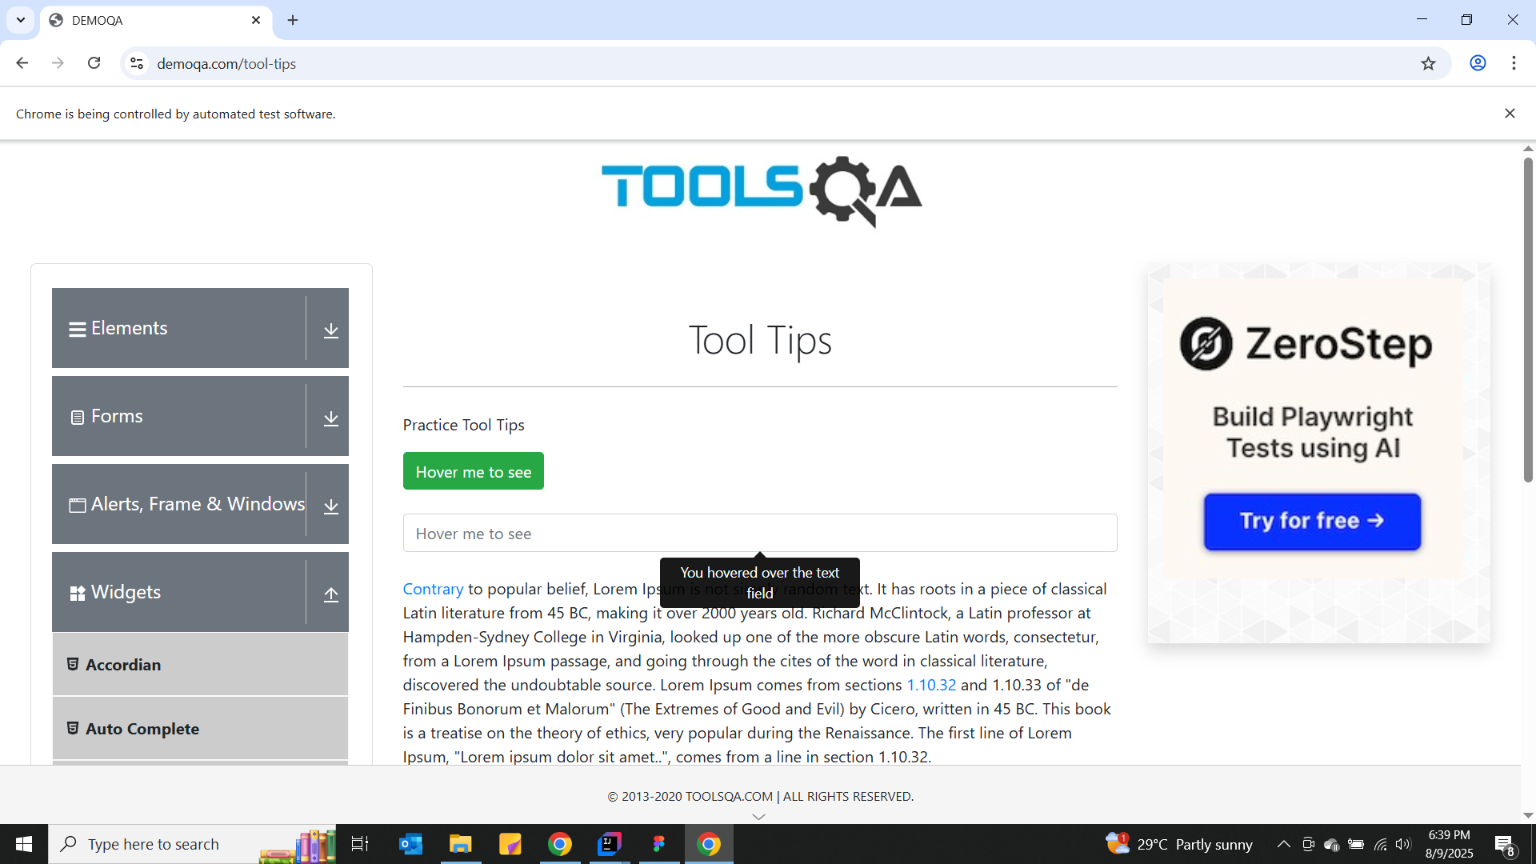 DEMOQA
demoqa.com/tool-tips
Chrome is being controlled by automated test software.
TOOLSQA
Elements
Forms
Alerts, Frame & Windows
Widgets
Accordian
Auto Complete
Tool Tips
Practice Tool Tips
Hover me to see
Hover me to see
You hovered over the text
field
Contrary to popular belief, Lorem Ipsum is not simply random text. It has roots in a piece of classical
Latin literature from 45 BC, making it over 2000 years old. Richard McClintock, a Latin professor at
Hampden-Sydney College in Virginia, looked up one of the more obscure Latin words, consectetur,
from a Lorem Ipsum passage, and going through the cites of the word in classical literature,
discovered the undoubtable source. Lorem Ipsum comes from sections 1.10.32 and 1.10.33 of "de
Finibus Bonorum et Malorum" (The Extremes of Good and Evil) by Cicero, written in 45 BC. This book
is a treatise on the theory of ethics, very popular during the Renaissance. The first line of Lorem
Ipsum, "Lorem ipsum dolor sit amet..", comes from a line in section 1.10.32.
ZeroStep
Build Playwright
Tests using AI
Try for free →
© 2013-2020 TOOLSQA.COM | ALL RIGHTS RESERVED.
Type here to search
1
29°C Partly sunny
6:39 PM
8/9/2025
8